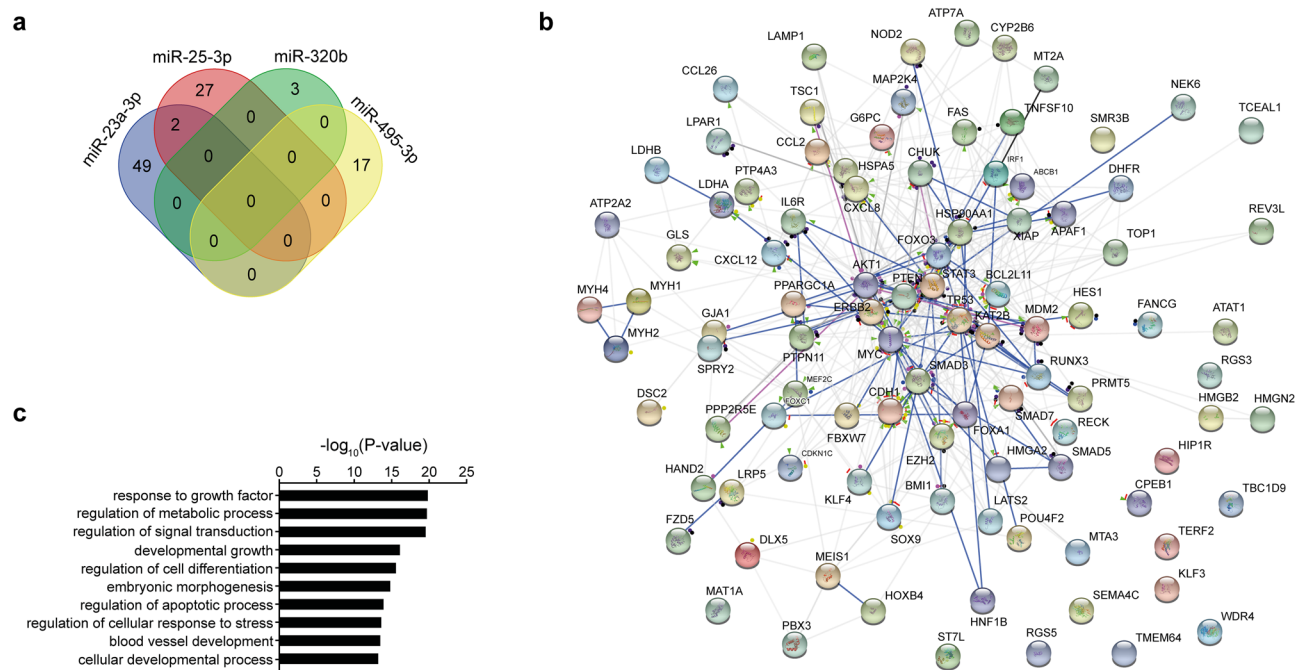 a
miR-25-3p
miR-320b
miR-23a-3p
miR-495-3p
27
3
2
0
0
49
0
0
17
0
0
0
0
0
0
b
ATP7A
LAMP1
NOD2
CYP2B6
CCL26
MAP2K4
MT2A
TSC1
NEK6
LPAR1
G6PC
FAS
TNFSF10
TCEAL1
CCL2
SMR3B
LDHB
HSPA5
CHUK
IRF1
PTP4A3
ABCB1
DHFR
LDHA
CXCL8
ATP2A2
IL6R
HSP90AA1
XIAP
APAF1
REV3L
GLS
FOXO3
TOP1
CXCL12
AKT1
STAT3
PTEN
BCL2L11
MYH4
MYH1
PPARGC1A
HES1
ERBB2
TP53
FANCG
GJA1
KAT2B
MDM2
ATAT1
MYH2
MYC
SPRY2
PTPN11
SMAD3
RUNX3
RGS3
MEF2C
PRMT5
DSC2
FOXC1
CDH1
HMGB2
HMGN2
PPP2R5E
FBXW7
FOXA1
SMAD7
RECK
HIP1R
CDKN1C
EZH2
HMGA2
SMAD5
HAND2
LRP5
KLF4
BMI1
CPEB1
TBC1D9
FZD5
LATS2
SOX9
POU4F2
DLX5
MTA3
TERF2
MEIS1
KLF3
MAT1A
HOXB4
HNF1B
SEMA4C
PBX3
WDR4
ST7L
RGS5
TMEM64
c
-log10(P-value)
0 5 10 15 20 25
response to growth factor
regulation of metabolic process
regulation of signal transduction
developmental growth
regulation of cell differentiation
embryonic morphogenesis
regulation of apoptotic process
regulation of cellular response to stress
blood vessel development
cellular developmental process